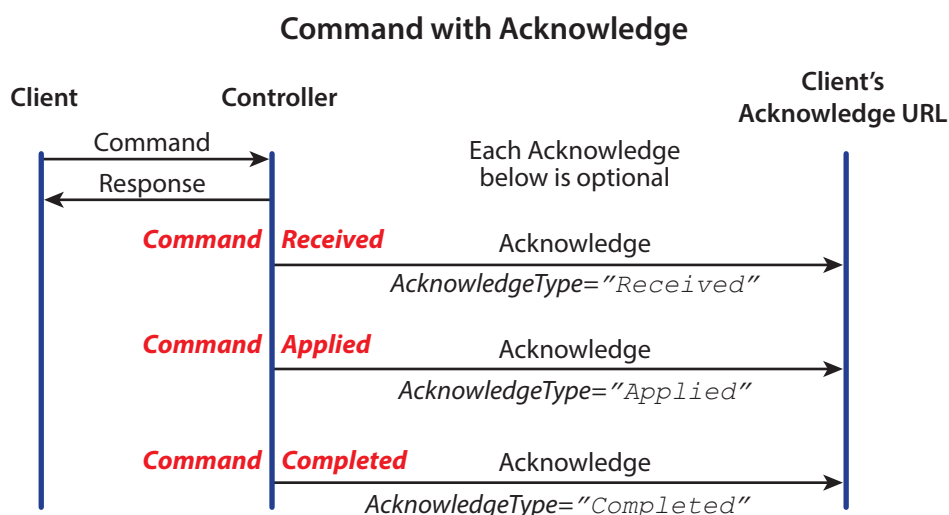 Command with Acknowledge
Client
Controller
Client's
Acknowledge URL
Command
Each Acknowledge
below is optional
Response
Command Received
Acknowledge
AcknowledgeType="Received"
Command Applied
Acknowledge
AcknowledgeType="Applied"
Command Completed
Acknowledge
AcknowledgeType="Completed"